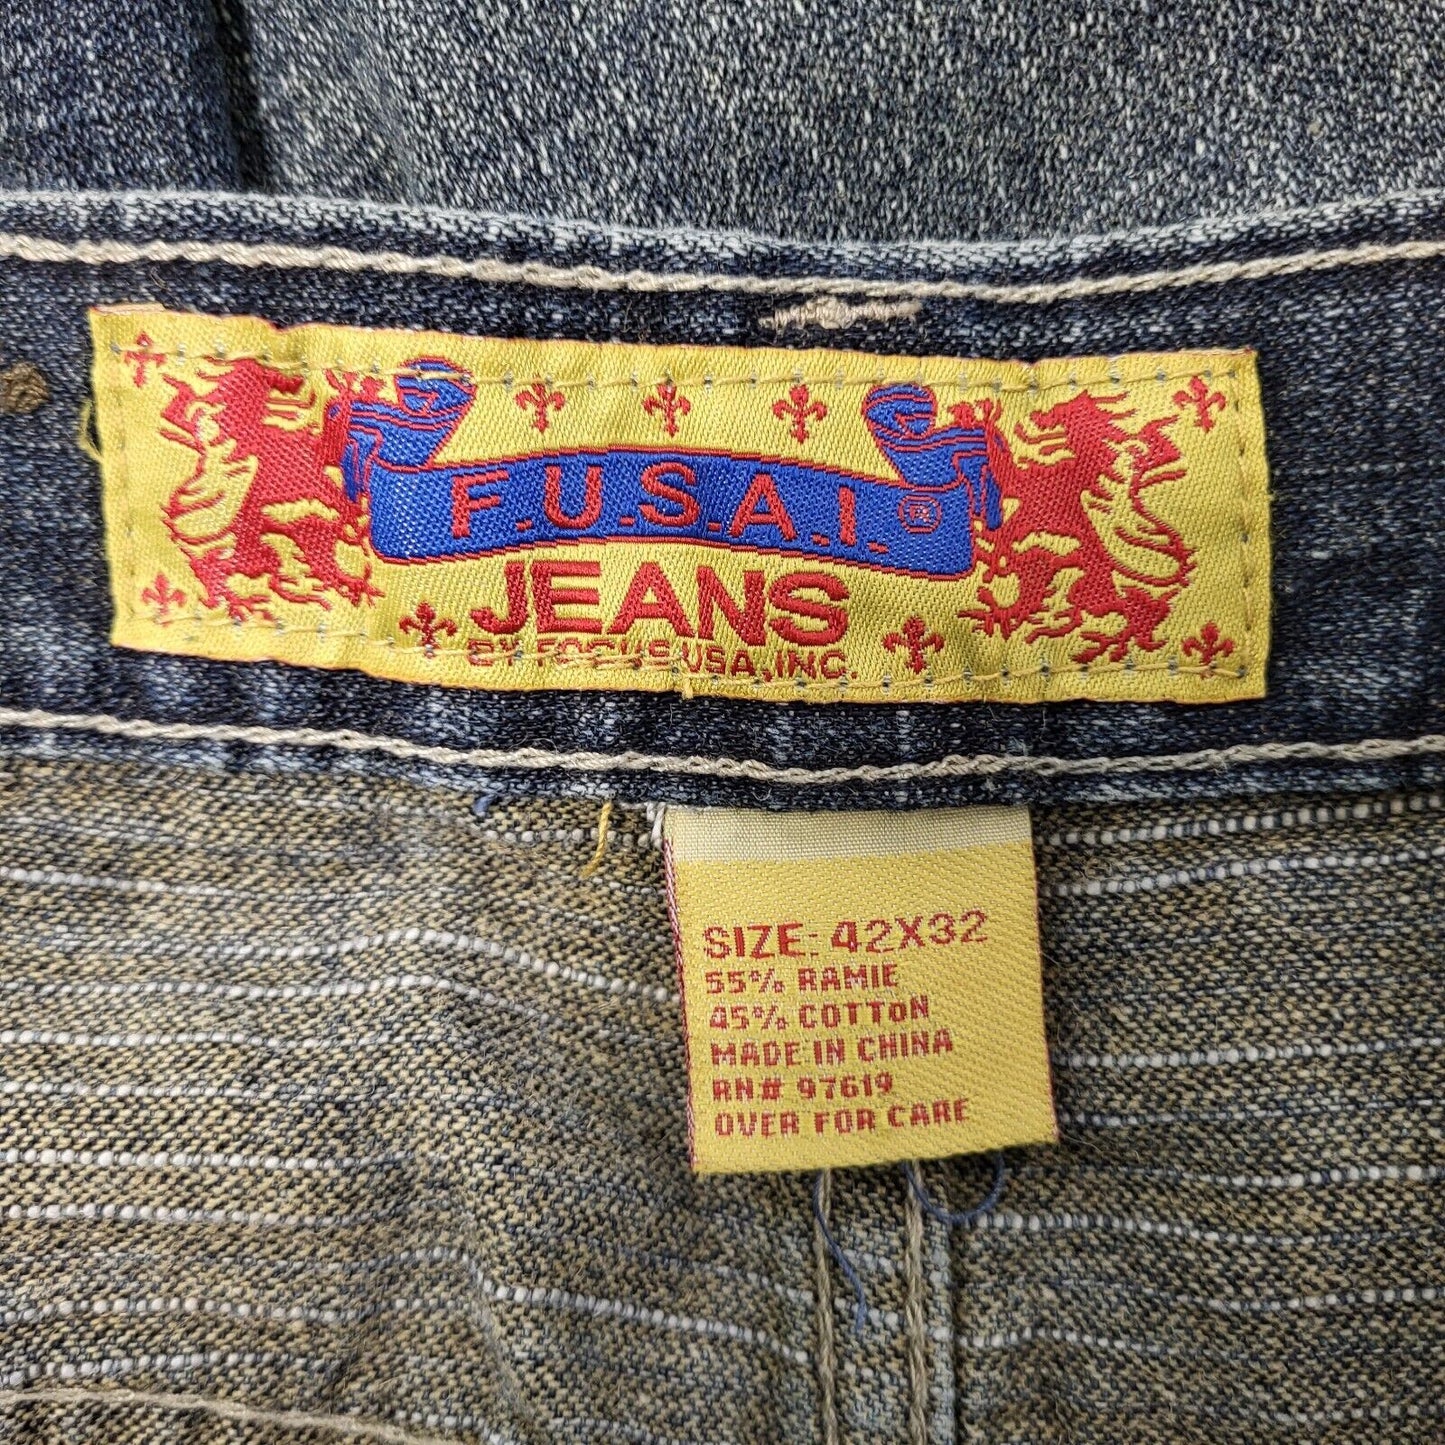 F.U.S.A.I. ®
JEANS
BY FOCUS USA, INC.
SIZE: 42X32
55% RAMIE
45% COTToN
MADE IN CHINA
RN# 97619
OVER FOR CARE